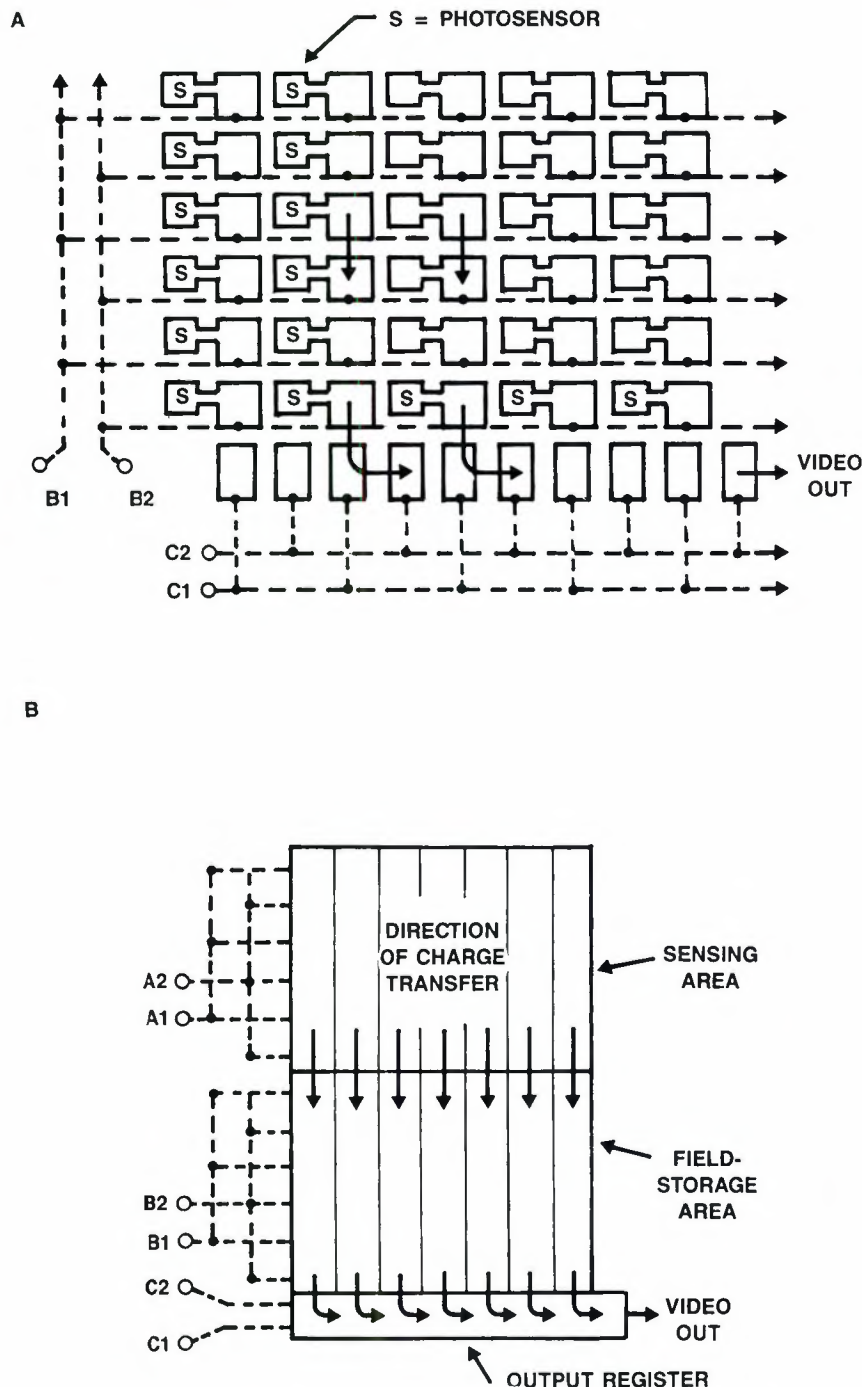 A
S = PHOTOSENSOR
S S
S S
S S
S S
S S
S S S S S
B1 B2
VIDEO
OUT
C2
C1
B
DIRECTION
OF CHARGE
TRANSFER
SENSING
AREA
A2
A1
FIELD-
STORAGE
AREA
B2
B1
C2
C1
VIDEO
OUT
OUTPUT REGISTER